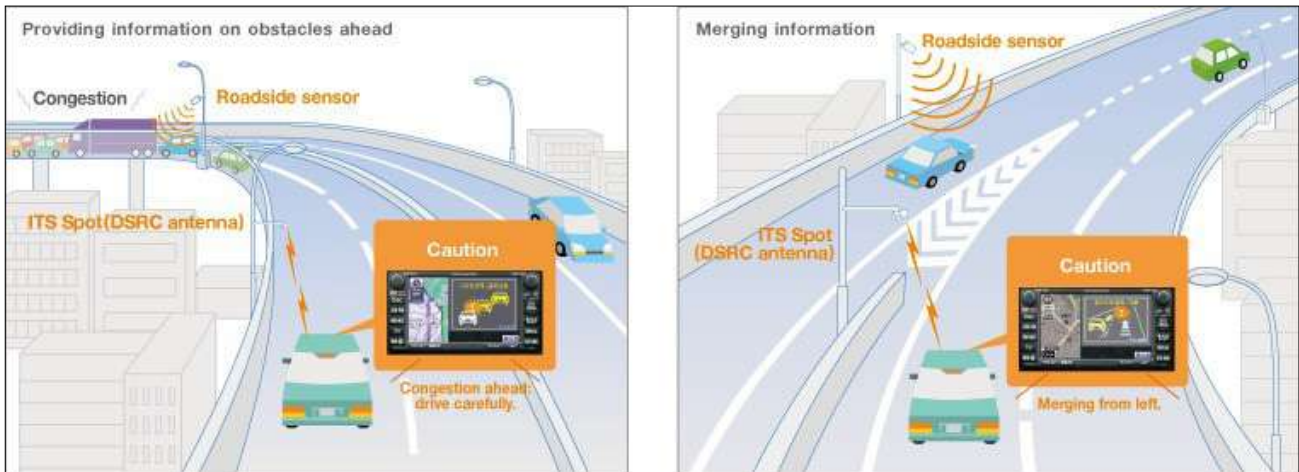 Providing information on obstacles ahead
Congestion
Roadside sensor
ITS Spot(DSRC antenna)
Caution
Congestion ahead:
drive carefully.
Merging information
Roadside sensor
ITS Spot
(DSRC antenna)
Caution
Merging from left.